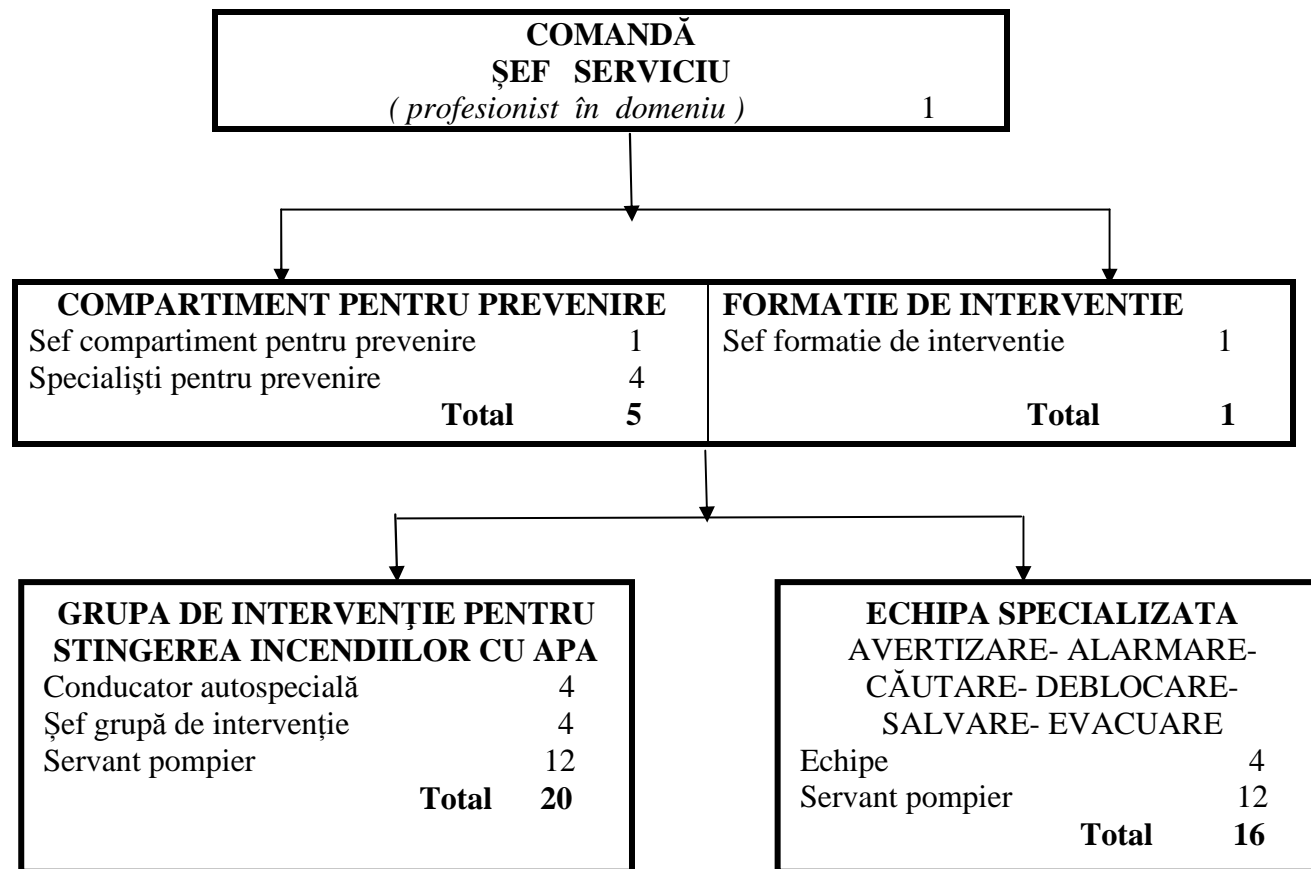 COMANDĂ
ȘEF SERVICIU
( profesionist în domeniu ) 1
COMPARTIMENT PENTRU PREVENIRE
Sef compartiment pentru prevenire 1
Specialişti pentru prevenire 4
Total 5
FORMATIE DE INTERVENTIE
Sef formatie de interventie 1
Total 1
GRUPA DE INTERVENŢIE PENTRU
STINGEREA INCENDIILOR CU APA
Conducator autospecială 4
Șef grupă de intervenție 4
Servant pompier 12
Total 20
ECHIPA SPECIALIZATA
AVERTIZARE- ALARMARE-
CĂUTARE- DEBLOCARE-
SALVARE- EVACUARE
Echipe 4
Servant pompier 12
Total 16